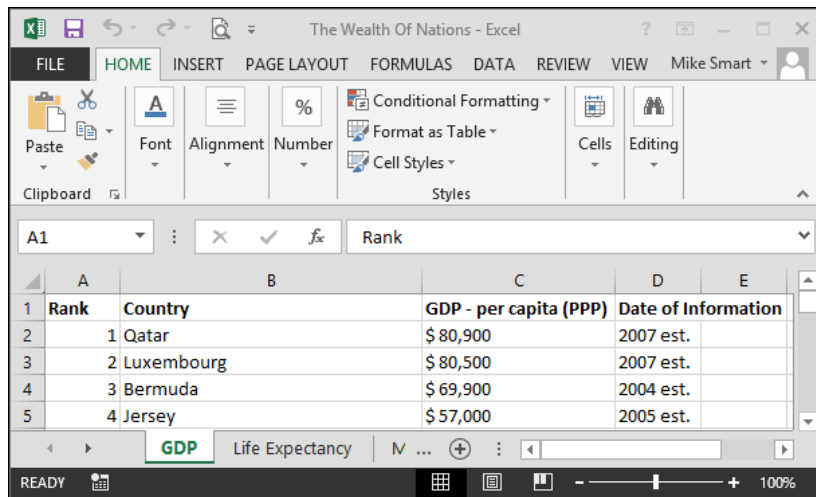 The Wealth Of Nations - Excel
?
FILE HOME INSERT PAGE LAYOUT FORMULAS DATA REVIEW VIEW Mike Smart
Paste
Clipboard
A
Font
Alignment
%
Number
Conditional Formatting
Format as Table
Cell Styles
Styles
Cells
Editing
A1 fx Rank
A B C D E
1 Rank Country GDP - per capita (PPP) Date of Information
2 1 Qatar $ 80,900 2007 est.
3 2 Luxembourg $ 80,500 2007 est.
4 3 Bermuda $ 69,900 2004 est.
5 4 Jersey $ 57,000 2005 est.
GDP Life Expectancy M ...
READY 100%